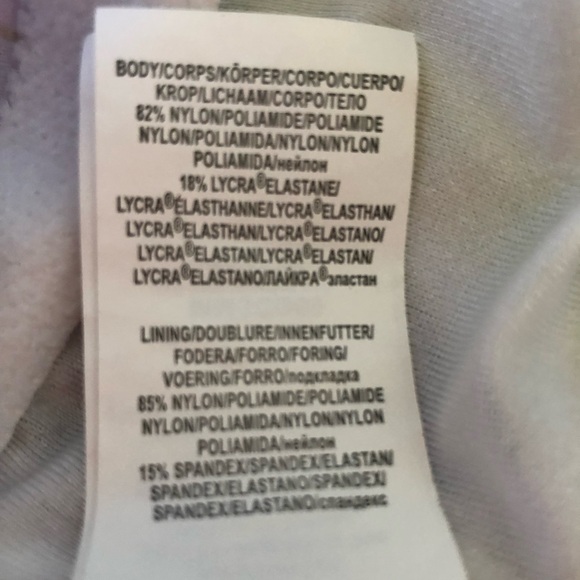 BODY/CORPS/KÖRPER/CORPO/CUERPO/
KROP/LICHAAM/CORPO/ТЕЛО
82% NYLON/POLIAMIDE/POLIAMIDE
NYLON/POLIAMIDA/NYLON/NYLON
POLIAMIDA/нейлон
18% LYCRA®ELASTANE/
LYCRA®ÉLASTHANNE/LYCRA®ELASTHAN/
LYCRA®ELASTHAN/LYCRA®ELASTANO/
LYCRA®ELASTAN/LYCRA®ELASTAN/
LYCRA®ELASTANO/ЛАЙКРА®эластан
LINING/DOUBLURE/INNENFUTTER/
FODERA/FORRO/FORING/
VOERING/FORRO/подкладка
85% NYLON/POLIAMIDE/POLIAMIDE
NYLON/POLIAMIDA/NYLON/NYLON
POLIAMIDA/нейлон
15% SPANDEX/SPANDEX/ELASTAN/
SPANDEX/ELASTANO/SPANDEX/
SPANDEX/ELASTANO/спандекс